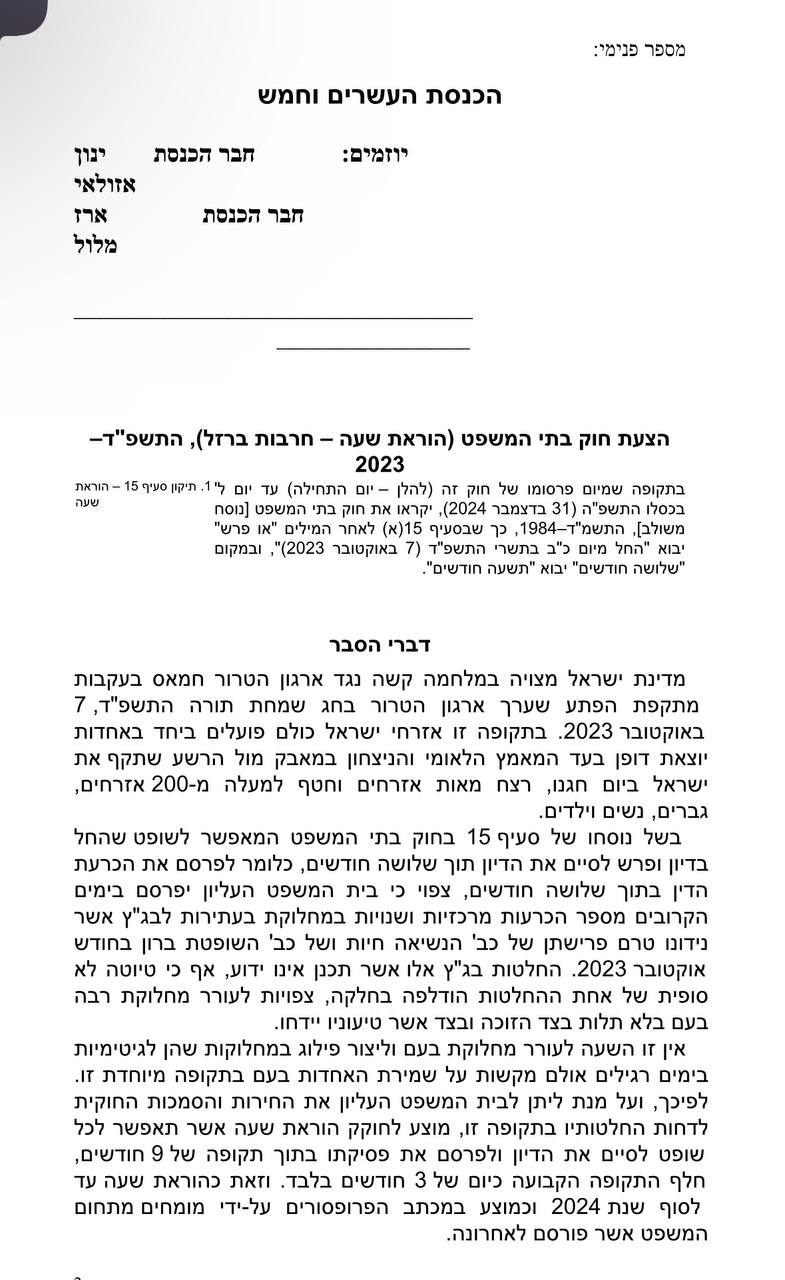 מספר פנימי:
הכנסת העשרים וחמש
יוזמים: חבר הכנסת ינון
אזולאי
חבר הכנסת ארז
מלול
הצעת חוק בתי המשפט (הוראת שעה – חרבות ברזל), התשפ"ד–
2023
1. תיקון סעיף 15 – הוראת
שעה
בתקופה שמיום פרסומו של חוק זה (להלן – יום התחילה) עד יום ל'
בכסלו התשפ"ה (31 בדצמבר 2024), יקראו את חוק בתי המשפט [נוסח
משולב], התשמ"ד–1984, כך שבסעיף 15(א) לאחר המילים "או פרש"
יבוא "החל מיום כ"ב בתשרי התשפ"ד (7 באוקטובר 2023)", ובמקום
"שלושה חודשים" יבוא "תשעה חודשים".
דברי הסבר
מדינת ישראל מצויה במלחמה קשה נגד ארגון הטרור חמאס בעקבות
מתקפת הפתע שערך ארגון הטרור בחג שמחת תורה התשפ"ד, 7
באוקטובר 2023. בתקופה זו אזרחי ישראל כולם פועלים ביחד באחדות
יוצאת דופן בעד המאמץ הלאומי והניצחון במאבק מול הרשע שתקף את
ישראל ביום חגנו, רצח מאות אזרחים וחטף למעלה מ-200 אזרחים,
גברים, נשים וילדים.
בשל נוסחו של סעיף 15 בחוק בתי המשפט המאפשר לשופט שהחל
בדיון ופרש לסיים את הדיון תוך שלושה חודשים, כלומר לפרסם את הכרעת
הדין בתוך שלושה חודשים, צפוי כי בית המשפט העליון יפרסם בימים
הקרובים מספר הכרעות מרכזיות ושנויות במחלוקת בעתירות לבג"ץ אשר
נידונו טרם פרישתן של כב' הנשיאה חיות ושל כב' השופטת ברון בחודש
אוקטובר 2023. החלטות בג"ץ אלו אשר תכנן אינו ידוע, אף כי טיוטה לא
סופית של אחת ההחלטות הודלפה בחלקה, צפויות לעורר מחלוקת רבה
בעם בלא תלות בצד הזוכה ובצד אשר טיעוניו יידחו.
אין זו השעה לעורר מחלוקת בעם וליצור פילוג במחלוקות שהן לגיטימיות
בימים רגילים אולם מקשות על שמירת האחדות בעם בתקופה מיוחדת זו.
לפיכך, ועל מנת ליתן לבית המשפט העליון את החירות והסמכות החוקית
לדחות החלטותיו בתקופה זו, מוצע לחוקק הוראת שעה אשר תאפשר לכל
שופט לסיים את הדיון ולפרסם את פסיקתו בתוך תקופה של 9 חודשים,
חלף התקופה הקבועה כיום של 3 חודשים בלבד. וזאת כהוראת שעה עד
לסוף שנת 2024 וכמוצע במכתב הפרופסורים על-ידי מומחים מתחום
המשפט אשר פורסם לאחרונה.